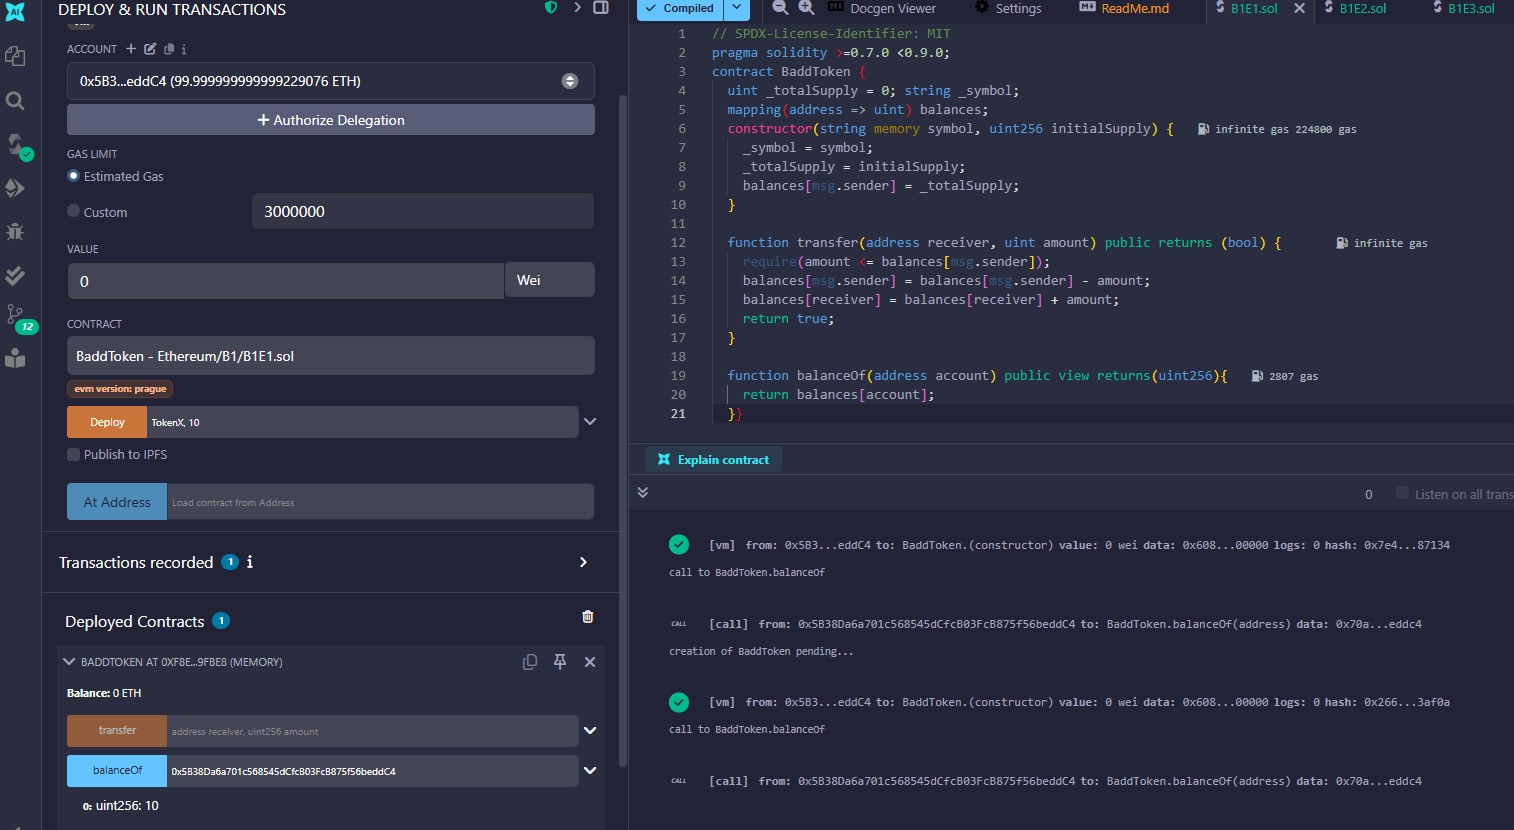 DEPLOY & RUN TRANSACTIONS
ACCOUNT
0x5B3...eddC4 (99.999999999999229076 ETH)
Authorize Delegation
GAS LIMIT
Estimated Gas
Custom
3000000
VALUE
0
Wei
CONTRACT
BaddToken - Ethereum/B1/B1E1.sol
evm version: prague
Deploy
TokenX, 10
Publish to IPFS
At Address
Load contract from Address
Transactions recorded 1 i
Deployed Contracts 1
BADDTOKEN AT 0XF8E...9FBE8 (MEMORY)
Balance: 0 ETH
transfer
address receiver, uint256 amount
balanceOf
0x5B38Da6a701c568545dCfcB03FcB875f56beddC4
0: uint256: 10
12
Compiled
Docgen Viewer
Settings
ReadMe.md
B1E1.sol
B1E2.sol
B1E3.sol
1 // SPDX-License-Identifier: MIT
2 pragma solidity >=0.7.0 <0.9.0;
3 contract BaddToken {
4 uint _totalSupply = 0; string _symbol;
5 mapping(address => uint) balances;
6 constructor(string memory symbol, uint256 initialSupply) { infinite gas 224800 gas
7 _symbol = symbol;
8 _totalSupply = initialSupply;
9 balances[msg.sender] = _totalSupply;
10 }
11
12 function transfer(address receiver, uint amount) public returns (bool) { infinite gas
13 require(amount <= balances[msg.sender]);
14 balances[msg.sender] = balances[msg.sender] - amount;
15 balances[receiver] = balances[receiver] + amount;
16 return true;
17 }
18
19 function balanceOf(address account) public view returns(uint256){ 2807 gas
20 return balances[account];
21 }}
Explain contract
0
Listen on all trans
[vm] from: 0x5B3...eddC4 to: BaddToken.(constructor) value: 0 wei data: 0x608...00000 logs: 0 hash: 0x7e4...87134
call to BaddToken.balanceOf
CALL [call] from: 0x5B38Da6a701c568545dCfcB03FcB875f56beddC4 to: BaddToken.balanceOf(address) data: 0x70a...eddc4
creation of BaddToken pending...
[vm] from: 0x5B3...eddC4 to: BaddToken.(constructor) value: 0 wei data: 0x608...00000 logs: 0 hash: 0x266...3af0a
call to BaddToken.balanceOf
CALL [call] from: 0x5B38Da6a701c568545dCfcB03FcB875f56beddC4 to: BaddToken.balanceOf(address) data: 0x70a...eddc4